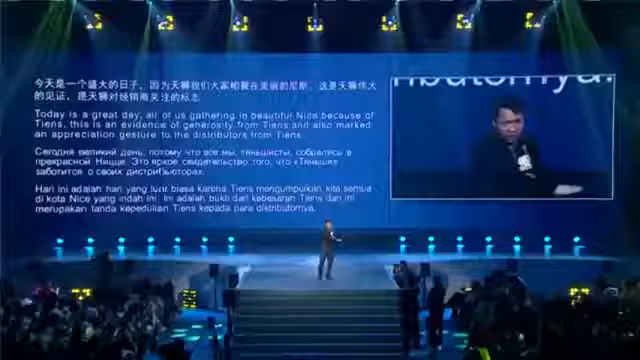 今天是一个盛大的日子，因为天狮我们大家相聚在美丽的尼斯。这是天狮伟大
的见证、是天狮对经销商关注的标志
Today is a great day, all of us gathering in beautiful Nice because of
Tiens, this is an evidence of generosity from Tiens and also marked
an appreciation gesture to the distributors from Tiens.
Сегодня великий день, потому что все мы, тяньшисты, собрались в
прекрасной Ницце. Это яркое свидетельство того, что «Тяньши»
заботится о своих дистрибьюторах.
Hari ini adalah hari yang luar biasa karena Tiens mengumpulkan kita semua
di kota Nice yang indah ini. Ini adalah bukti dari kebesaran Tiens dan ini
merupakan tanda kepedulian Tiens kepada para distributornya.
ributornya.